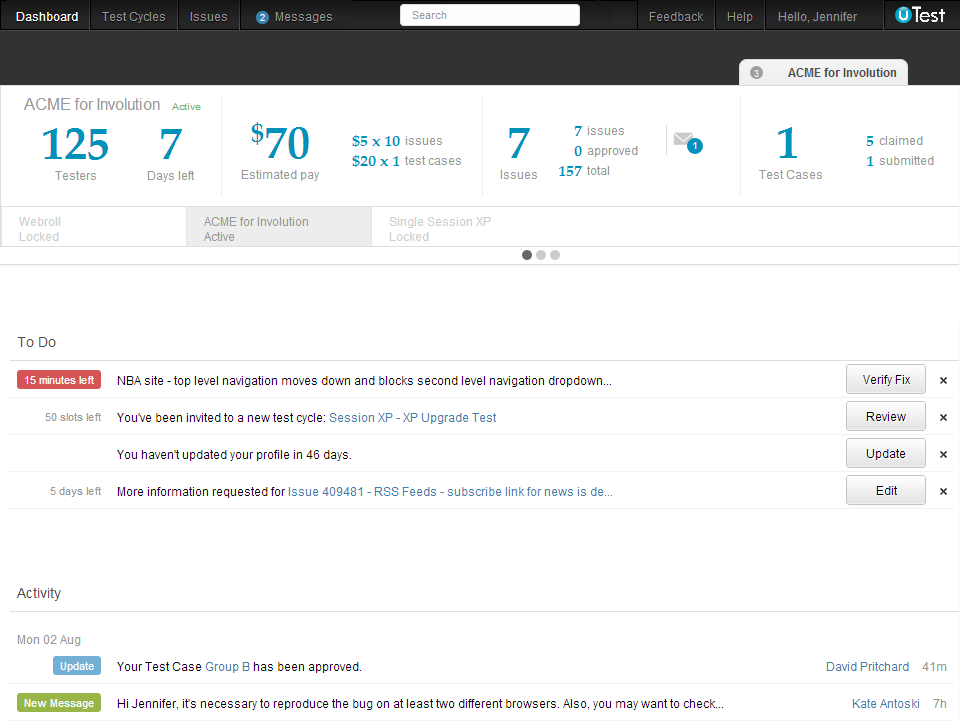 Dashboard Test Cycles Issues 2 Messages Search Feedback Help Hello, Jennifer uTest
3 ACME for Involution
ACME for Involution Active
125 Testers
7 Days left
$70 Estimated pay
$5 x 10 issues
$20 x 1 test cases
7 Issues
7 issues
0 approved
157 total
1
1 Test Cases
5 claimed
1 submitted
Webroll
Locked
ACME for Involution
Active
Single Session XP
Locked
To Do
15 minutes left NBA site - top level navigation moves down and blocks second level navigation dropdown... Verify Fix ×
50 slots left You've been invited to a new test cycle: Session XP - XP Upgrade Test Review ×
You haven't updated your profile in 46 days. Update ×
5 days left More information requested for Issue 409481 - RSS Feeds - subscribe link for news is de... Edit ×
Activity
Mon 02 Aug
Update Your Test Case Group B has been approved. David Pritchard 41m
New Message Hi Jennifer, it's necessary to reproduce the bug on at least two different browsers. Also, you may want to check... Kate Antoski 7h